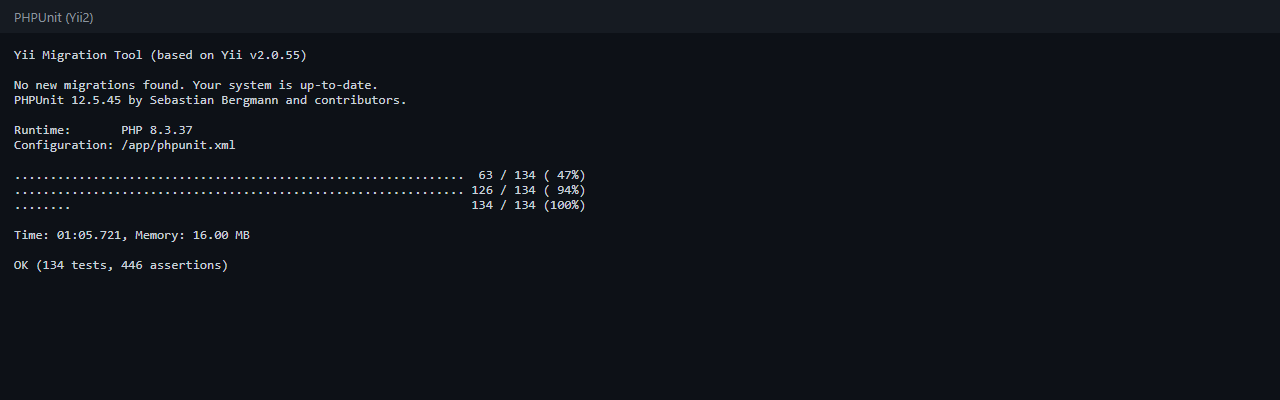 PHPUnit (Yii2)
Yii Migration Tool (based on Yii v2.0.55)
No new migrations found. Your system is up-to-date.
PHPUnit 12.5.45 by Sebastian Bergmann and contributors.
Runtime:       PHP 8.3.37
Configuration: /app/phpunit.xml
...............................................................  63 / 134 ( 47%)
............................................................... 126 / 134 ( 94%)
........                                                        134 / 134 (100%)
Time: 01:05.721, Memory: 16.00 MB
OK (134 tests, 446 assertions)